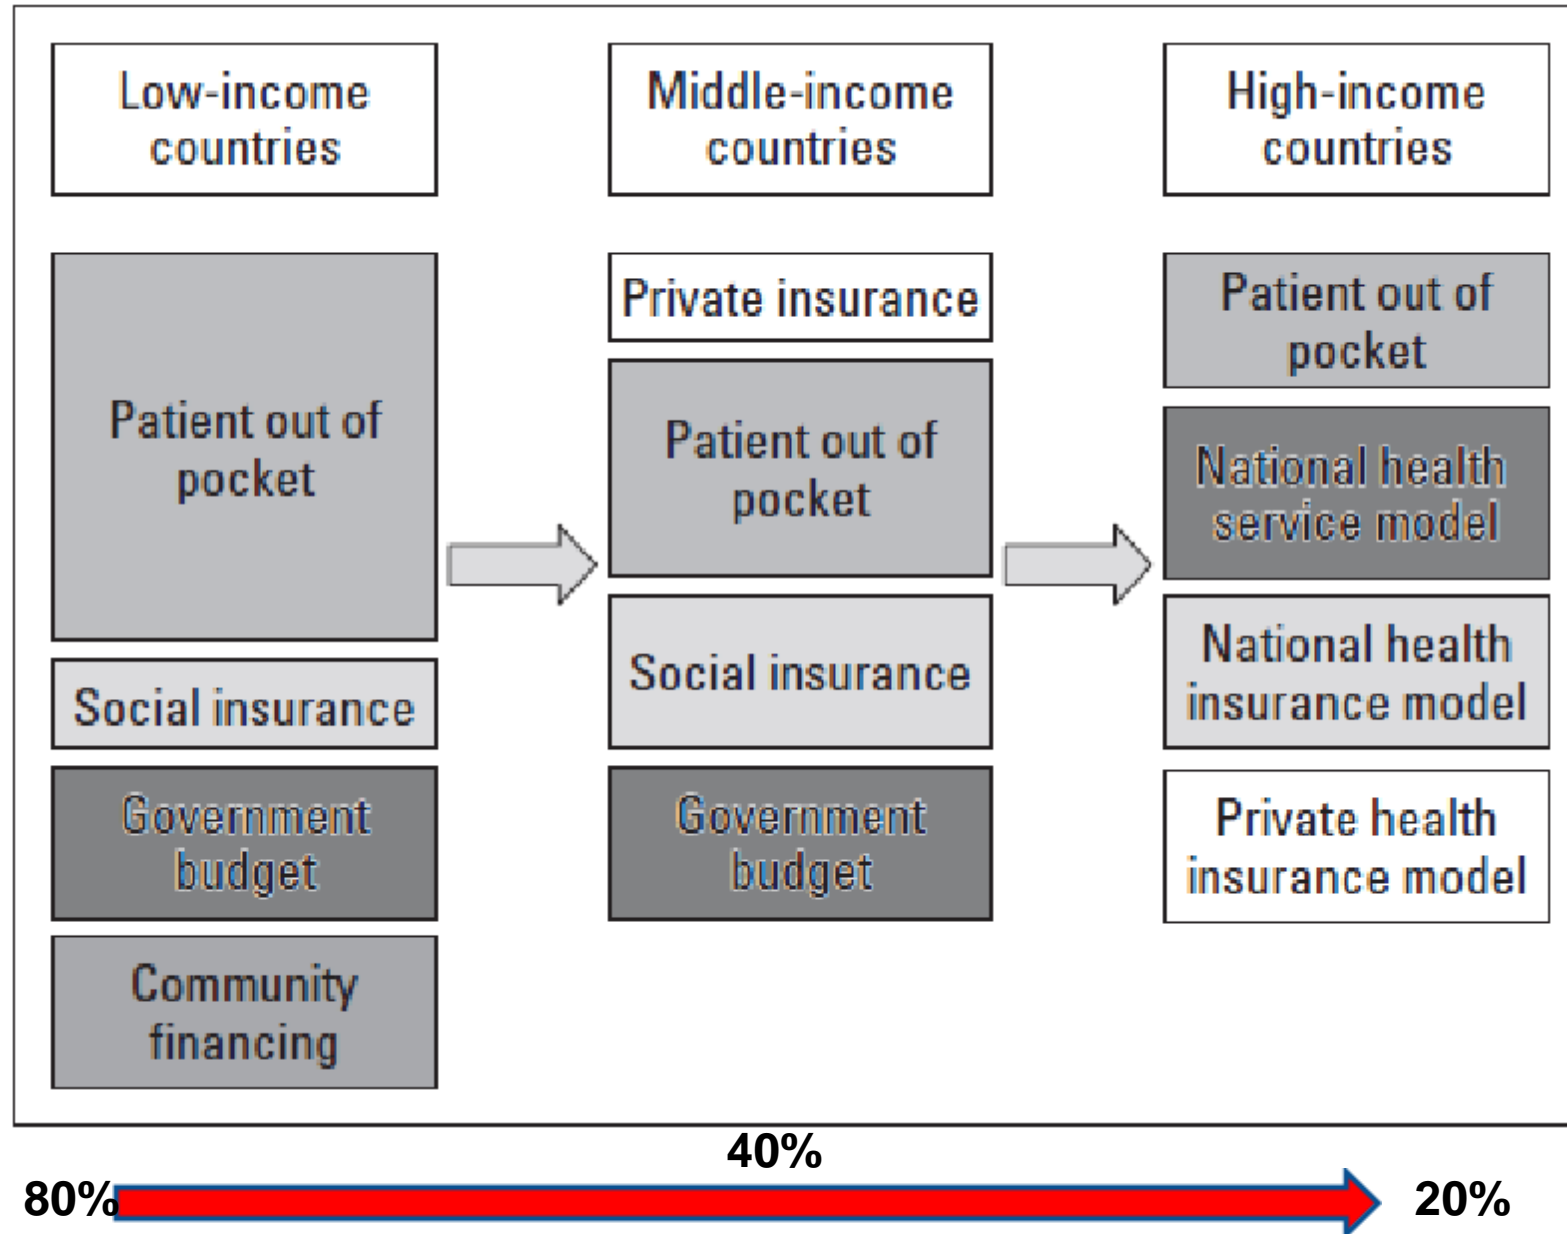 Low-income
countries
Middle-income
countries
High-income
countries
Patient out of
pocket
Social insurance
Government
budget
Community
financing
Private insurance
Patient out of
pocket
Social insurance
Government
budget
Patient out of
pocket
National health
service model
National health
insurance model
Private health
insurance model
40%
80%
20%